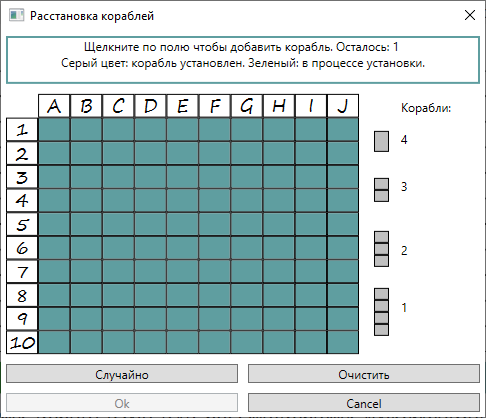 Расстановка кораблей
Щелкните по полю чтобы добавить корабль. Осталось: 1
Серый цвет: корабль установлен. Зеленый: в процессе установки.
A B C D E F G H I J
Корабли:
1
4
2
3
3
4
5
6
2
7
8
1
9
10
Случайно
Очистить
Ok
Cancel